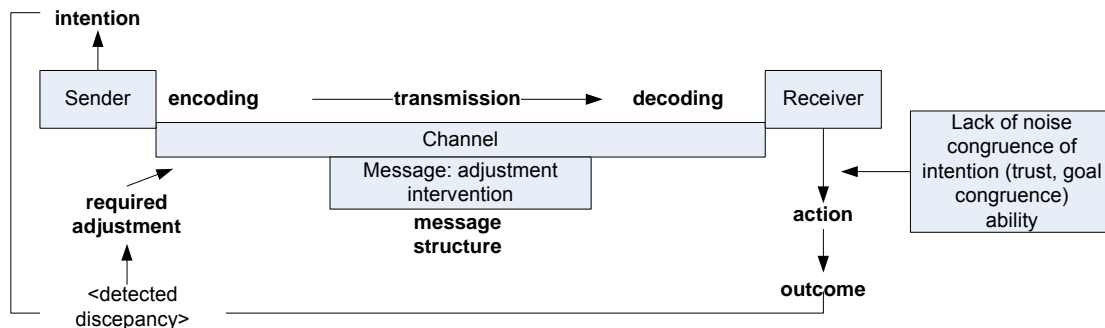 intention
Sender
encoding
transmission
decoding
Receiver
Channel
Message: adjustment
intervention
message
structure
required
adjustment
<detected
discepancy>
action
outcome
Lack of noise
congruence of
intention (trust, goal
congruence)
ability